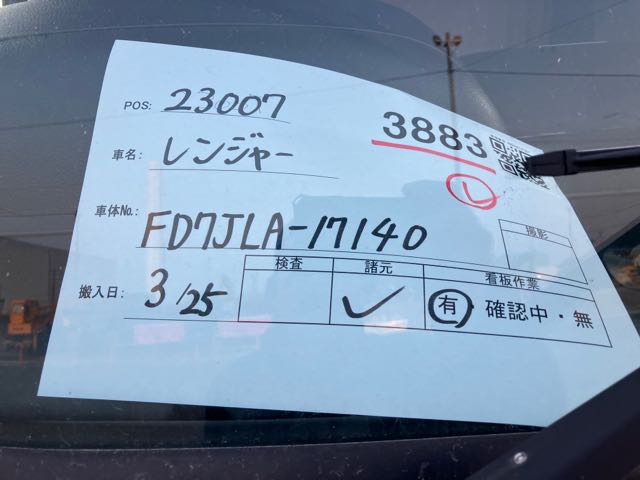 POS: 23007
3883
車名: レンジャー
L
車体No.: FD7JLA-17140
撮影
搬入日: 3/25
検査 諸元 看板作業
✓ 有 確認中・無